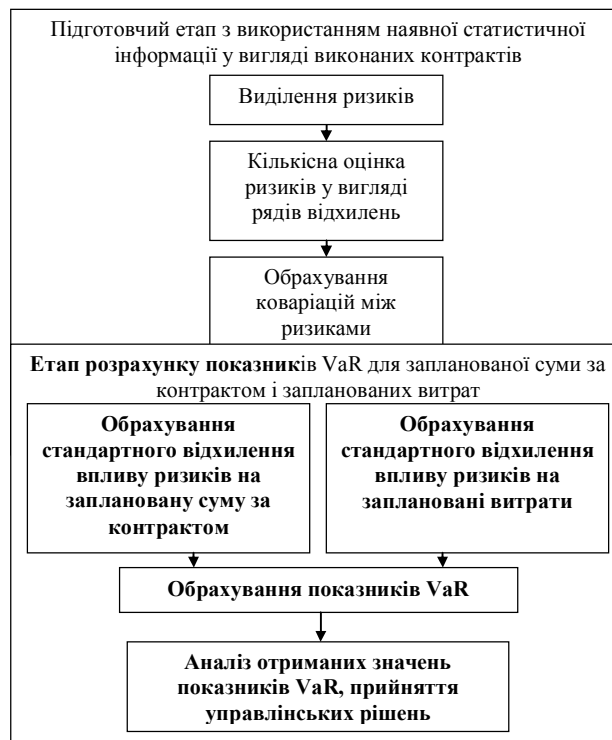 Підготовчий етап з використанням наявної статистичної
інформації у вигляді виконаних контрактів
Виділення ризиків
Кількісна оцінка
ризиків у вигляді
рядів відхилень
Обрахування
коваріацій між
ризиками
Етап розрахунку показників VaR для запланованої суми за
контрактом і запланованих витрат
Обрахування
стандартного відхилення
впливу ризиків на
заплановану суму за
контрактом
Обрахування
стандартного відхилення
впливу ризиків на
заплановані витрати
Обрахування показників VaR
Аналіз отриманих значень
показників VaR, прийняття
управлінських рішень